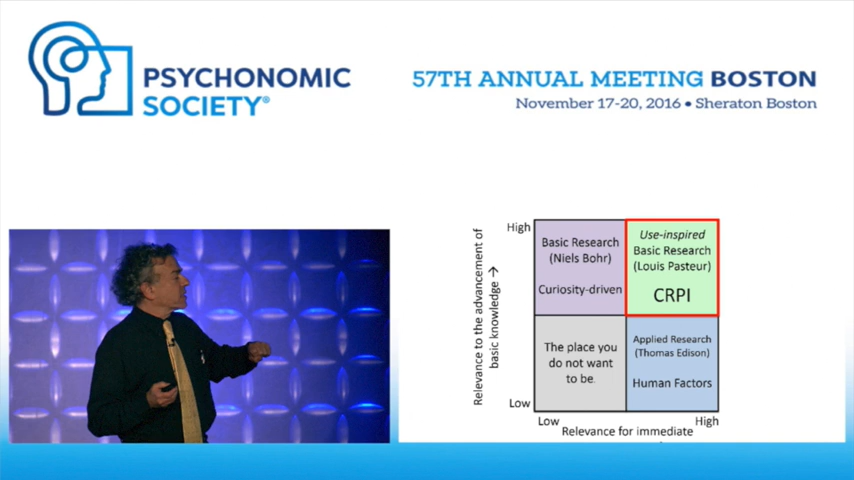 PSYCHONOMIC
SOCIETY®
57TH ANNUAL MEETING BOSTON
November 17-20, 2016 • Sheraton Boston
Relevance to the advancement of
basic knowledge →
High
Low
Basic Research
(Niels Bohr)
Curiosity-driven
Use-inspired
Basic Research
(Louis Pasteur)
CRPI
The place you
do not want
to be.
Applied Research
(Thomas Edison)
Human Factors
Low
High
Relevance for immediate